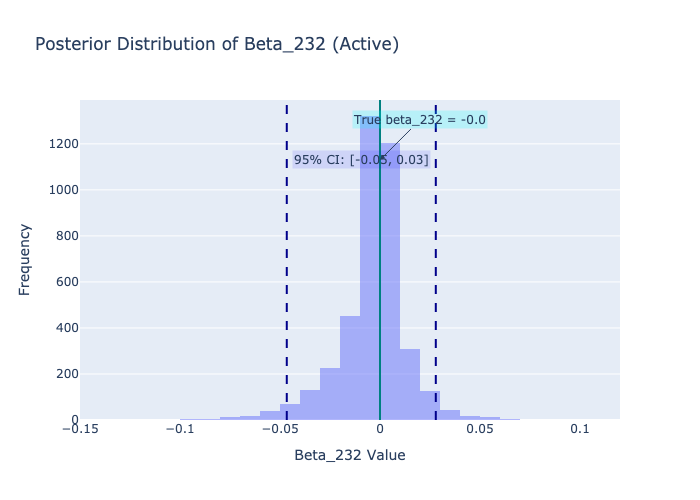 Posterior Distribution of Beta_232 (Active)
True beta_232 = -0.0
95% CI: [-0.05, 0.03]
1200
1000
800
600
400
200
0
Frequency
−0.15
−0.1
−0.05
0
0.05
0.1
Beta_232 Value